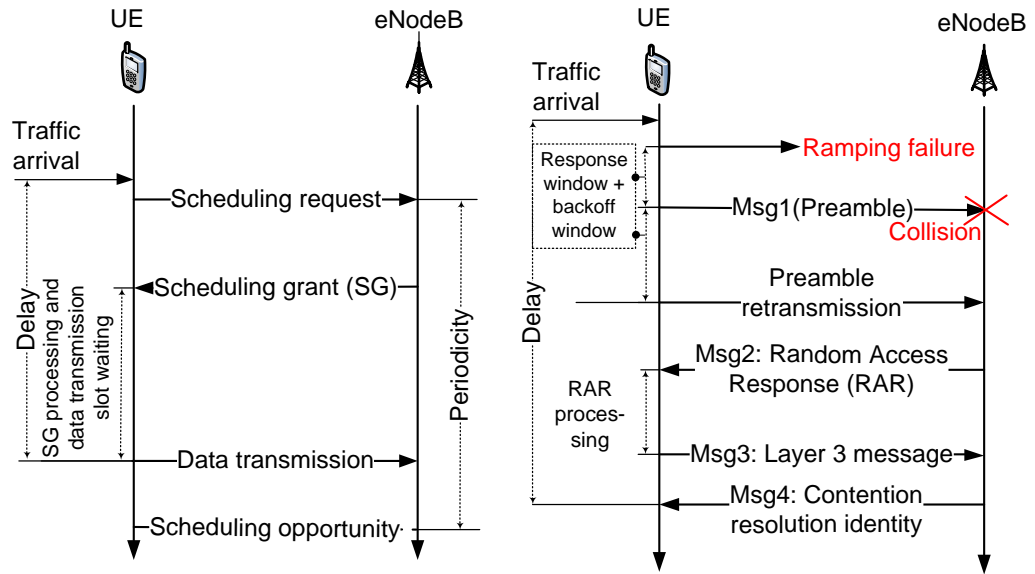 UE
eNodeB
Traffic
arrival
Scheduling request
Scheduling grant (SG)
Delay
SG processing and
data transmission
slot waiting
Periodicity
Data transmission
Scheduling opportunity
UE
eNodeB
Traffic
arrival
Ramping failure
Response
window +
backoff
window
Msg1(Preamble)
Collision
Delay
Preamble
retransmission
Msg2: Random Access
Response (RAR)
RAR
proces-
sing
Msg3: Layer 3 message
Msg4: Contention
resolution identity